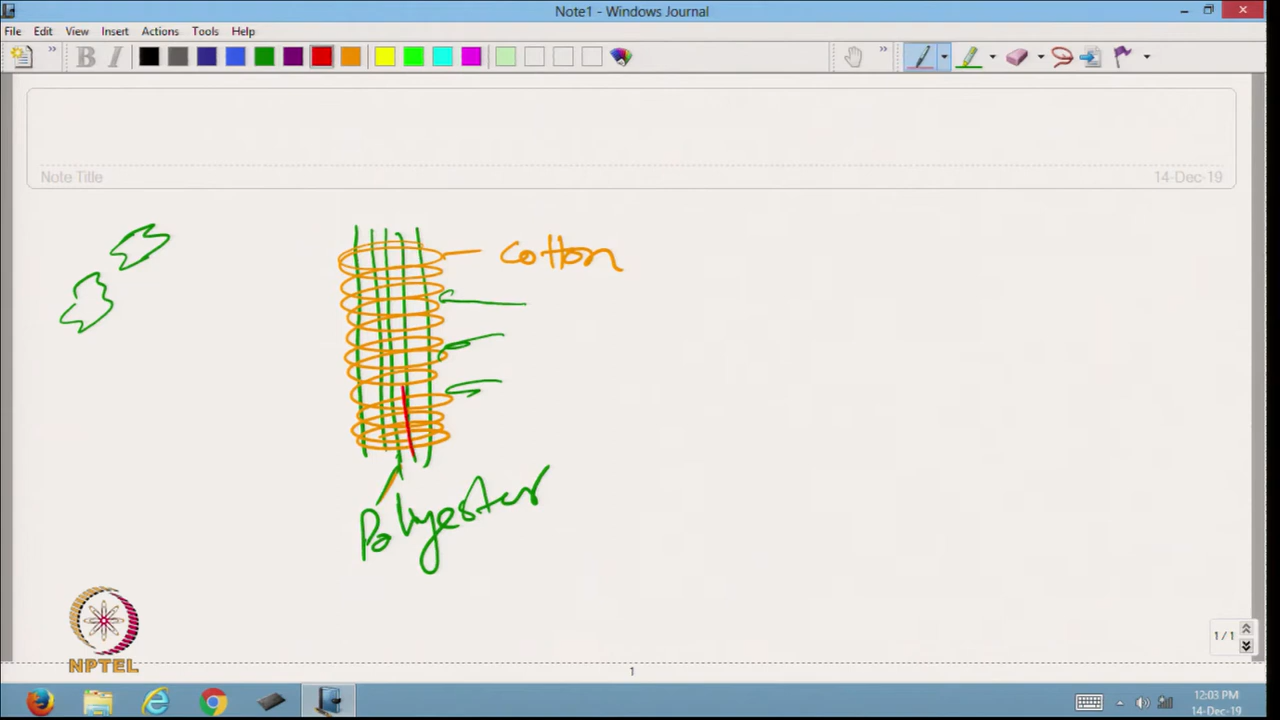 Note1 - Windows Journal
File Edit View Insert Actions Tools Help
B I
Note Title
14-Dec-19
cotton
Polyester
NPTEL
1 / 1
1
12:03 PM
14-Dec-19